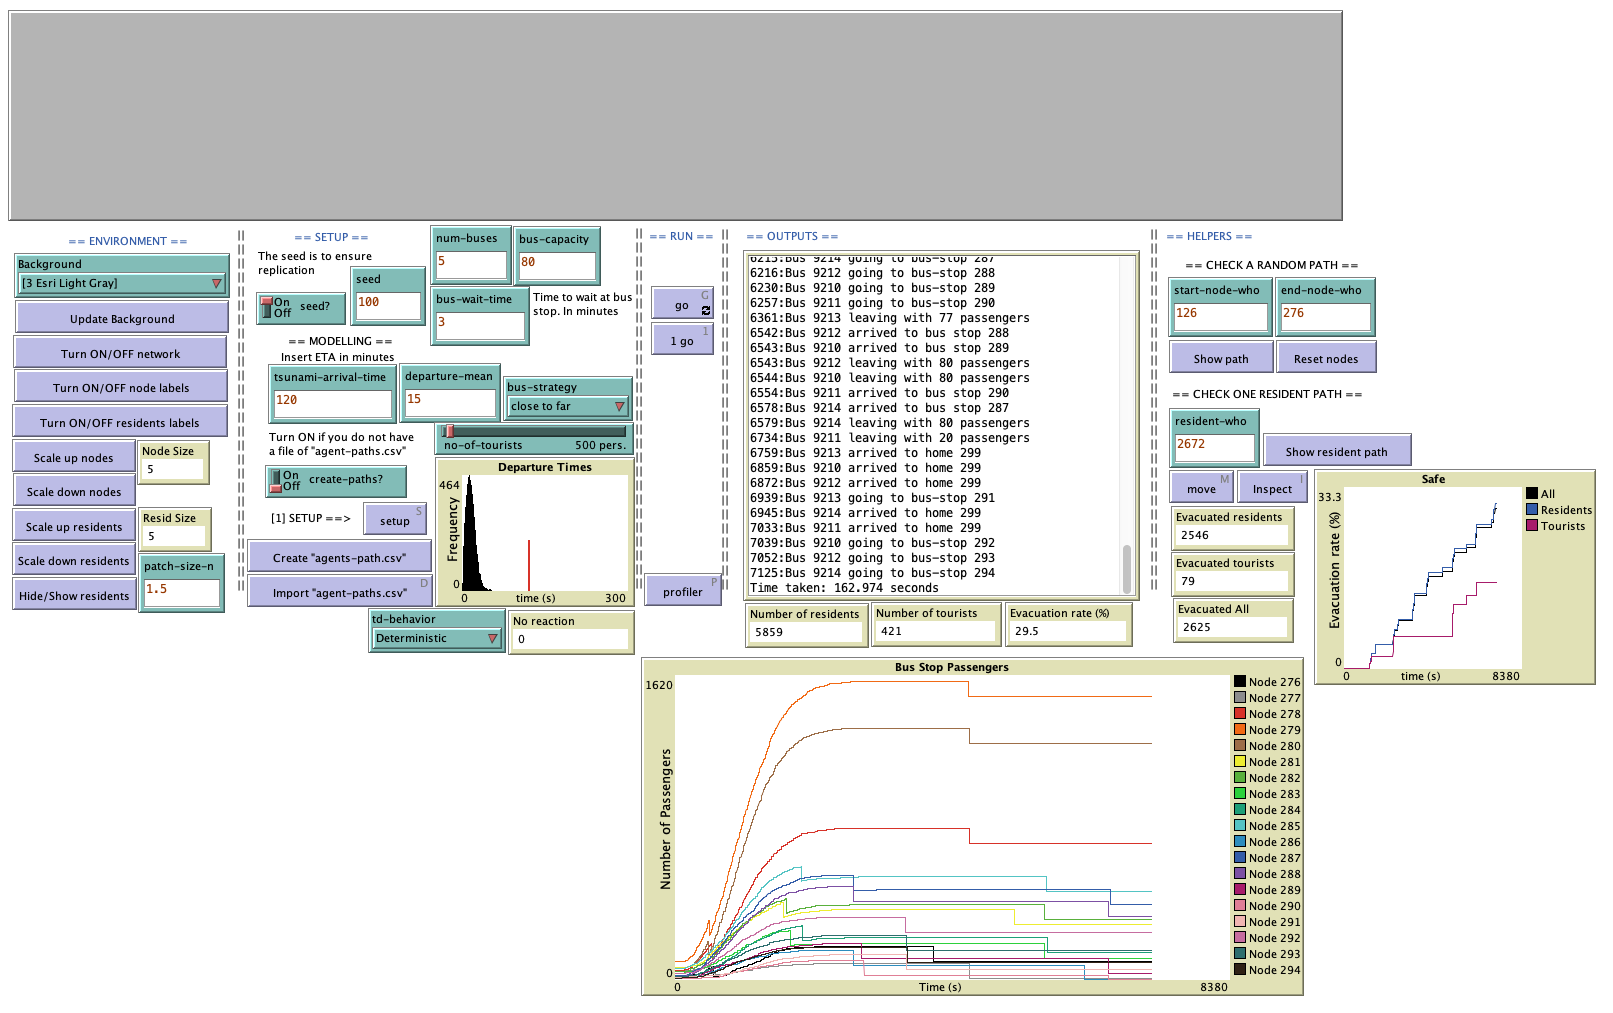 == ENVIRONMENT ==
Background
[3 Esri Light Gray]
Update Background
Turn ON/OFF network
Turn ON/OFF node labels
Turn ON/OFF residents labels
Scale up nodes
Node Size
5
Scale down nodes
Scale up residents
Resid Size
5
Scale down residents
patch-size-n
1.5
Hide/Show residents
== SETUP ==
The seed is to ensure
replication
On
Off
seed?
seed
100
num-buses
5
bus-capacity
80
bus-wait-time
3
Time to wait at bus
stop. In minutes
== MODELLING ==
Insert ETA in minutes
tsunami-arrival-time
120
departure-mean
15
bus-strategy
close to far
Turn ON if you do not have
a file of "agent-paths.csv"
no-of-tourists 500 pers.
On
Off
create-paths?
[1] SETUP ==>
setup
S
Create "agents-path.csv"
Import "agent-paths.csv"
D
Departure Times
464
Frequency
0
0
time (s)
300
td-behavior
Deterministic
No reaction
0
== RUN ==
go
G
1 go
1
profiler
P
== OUTPUTS ==
6215:Bus 9214 going to bus-stop 287
6216:Bus 9212 going to bus-stop 288
6230:Bus 9210 going to bus-stop 289
6257:Bus 9211 going to bus-stop 290
6361:Bus 9213 leaving with 77 passengers
6542:Bus 9212 arrived to bus stop 288
6543:Bus 9210 arrived to bus stop 289
6543:Bus 9212 leaving with 80 passengers
6544:Bus 9210 leaving with 80 passengers
6554:Bus 9211 arrived to bus stop 290
6578:Bus 9214 arrived to bus stop 287
6579:Bus 9214 leaving with 80 passengers
6734:Bus 9211 leaving with 20 passengers
6759:Bus 9213 arrived to home 299
6859:Bus 9210 arrived to home 299
6872:Bus 9212 arrived to home 299
6939:Bus 9213 going to bus-stop 291
6945:Bus 9214 arrived to home 299
7033:Bus 9211 arrived to home 299
7039:Bus 9210 going to bus-stop 292
7052:Bus 9212 going to bus-stop 293
7125:Bus 9214 going to bus-stop 294
Time taken: 162.974 seconds
Number of residents
5859
Number of tourists
421
Evacuation rate (%)
29.5
== HELPERS ==
== CHECK A RANDOM PATH ==
start-node-who
126
end-node-who
276
Show path
Reset nodes
== CHECK ONE RESIDENT PATH ==
resident-who
2672
Show resident path
move
M
Inspect
I
Evacuated residents
2546
Evacuated tourists
79
Evacuated All
2625
Safe
33.3
Evacuation rate (%)
0
0
time (s)
8380
All
Residents
Tourists
Bus Stop Passengers
1620
Number of Passengers
0
0
Time (s)
8380
Node 276
Node 277
Node 278
Node 279
Node 280
Node 281
Node 282
Node 283
Node 284
Node 285
Node 286
Node 287
Node 288
Node 289
Node 290
Node 291
Node 292
Node 293
Node 294